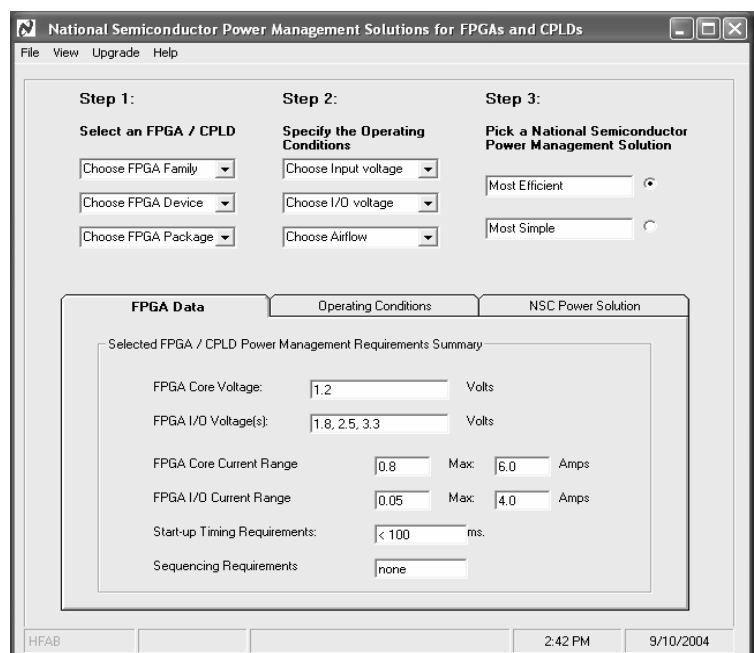 National Semiconductor Power Management Solutions for FPGAs and CPLDs
File View Upgrade Help
Step 1:
Select an FPGA / CPLD
Choose FPGA Family
Choose FPGA Device
Choose FPGA Package
Step 2:
Specify the Operating
Conditions
Choose Input voltage
Choose I/O voltage
Choose Airflow
Step 3:
Pick a National Semiconductor
Power Management Solution
Most Efficient
Most Simple
FPGA Data
Operating Conditions
NSC Power Solution
Selected FPGA / CPLD Power Management Requirements Summary
FPGA Core Voltage: 1.2 Volts
FPGA I/O Voltage(s): 1.8, 2.5, 3.3 Volts
FPGA Core Current Range 0.8 Max: 6.0 Amps
FPGA I/O Current Range 0.05 Max: 4.0 Amps
Start-up Timing Requirements: < 100 ms.
Sequencing Requirements none
HFAB 2:42 PM 9/10/2004